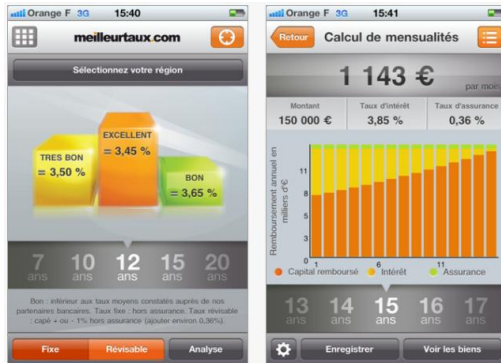 Orange F 3G 15:40
meilleurtaux.com
Sélectionnez votre région
EXCELLENT
= 3,45 %
TRES BON
= 3,50 %
BON
= 3,65 %
7 ans 10 ans 12 ans 15 ans 20 ans
Bon : inférieur aux taux moyens constatés auprès de nos
partenaires bancaires. Taux fixe : hors assurance. Taux révisable
: capé + ou - 1% hors assurance (ajouter environ 0,36%).
Fixe Révisable Analyse
Orange F 3G 15:41
Retour Calcul de mensualités
1 143 €
par mois
Montant Taux d'intérêt Taux d'assurance
150 000 € 3,85 % 0,36 %
Remboursement annuel en
milliers d'€
11
8
5
3
0
1 6 11
Capital remboursé Intérêt Assurance
13 ans 14 ans 15 ans 16 ans 17 ans
Enregistrer Voir les biens